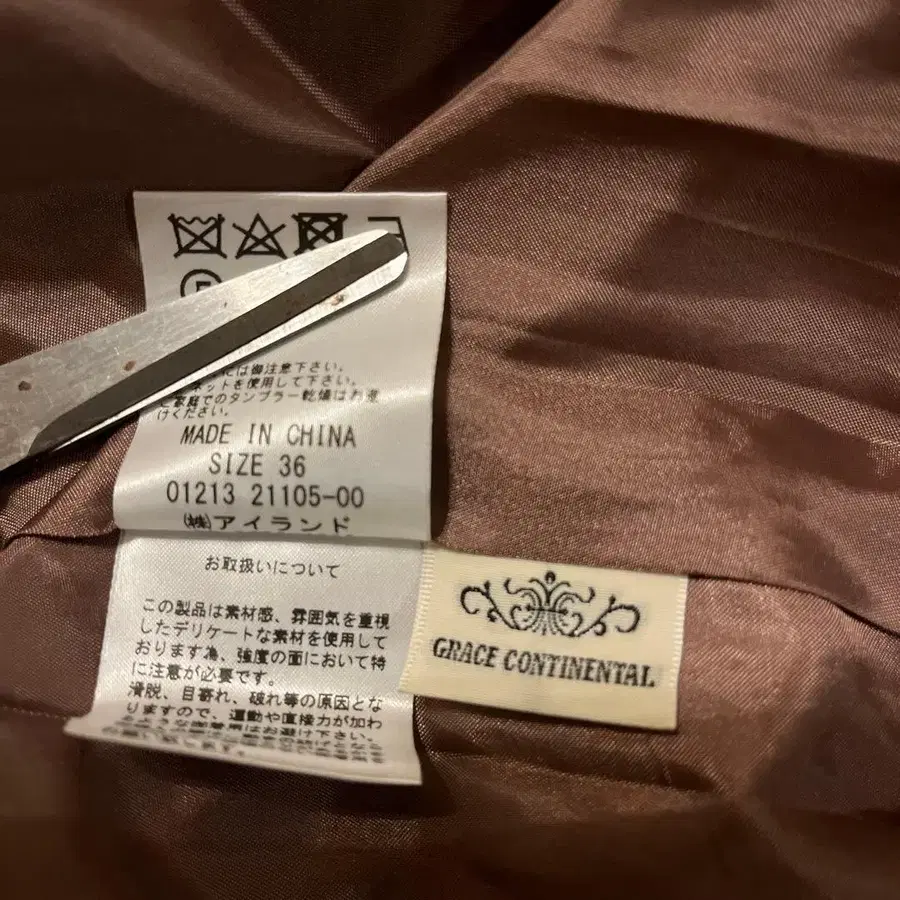 には御注意下さい。
ネットを使用して下さい。
ご家庭でのタンブラー乾燥はお避
けください。
MADE IN CHINA
SIZE 36
01213 21105-00
㈱アイランド
お取扱いについて
この製品は素材感、雰囲気を重視
したデリケートな素材を使用して
おります為、強度の面において特
に注意が必要です。
滑脱、目寄れ、破れ等の原因とな
りますので、運動や直接力が加わ
GRACE CONTINENTAL